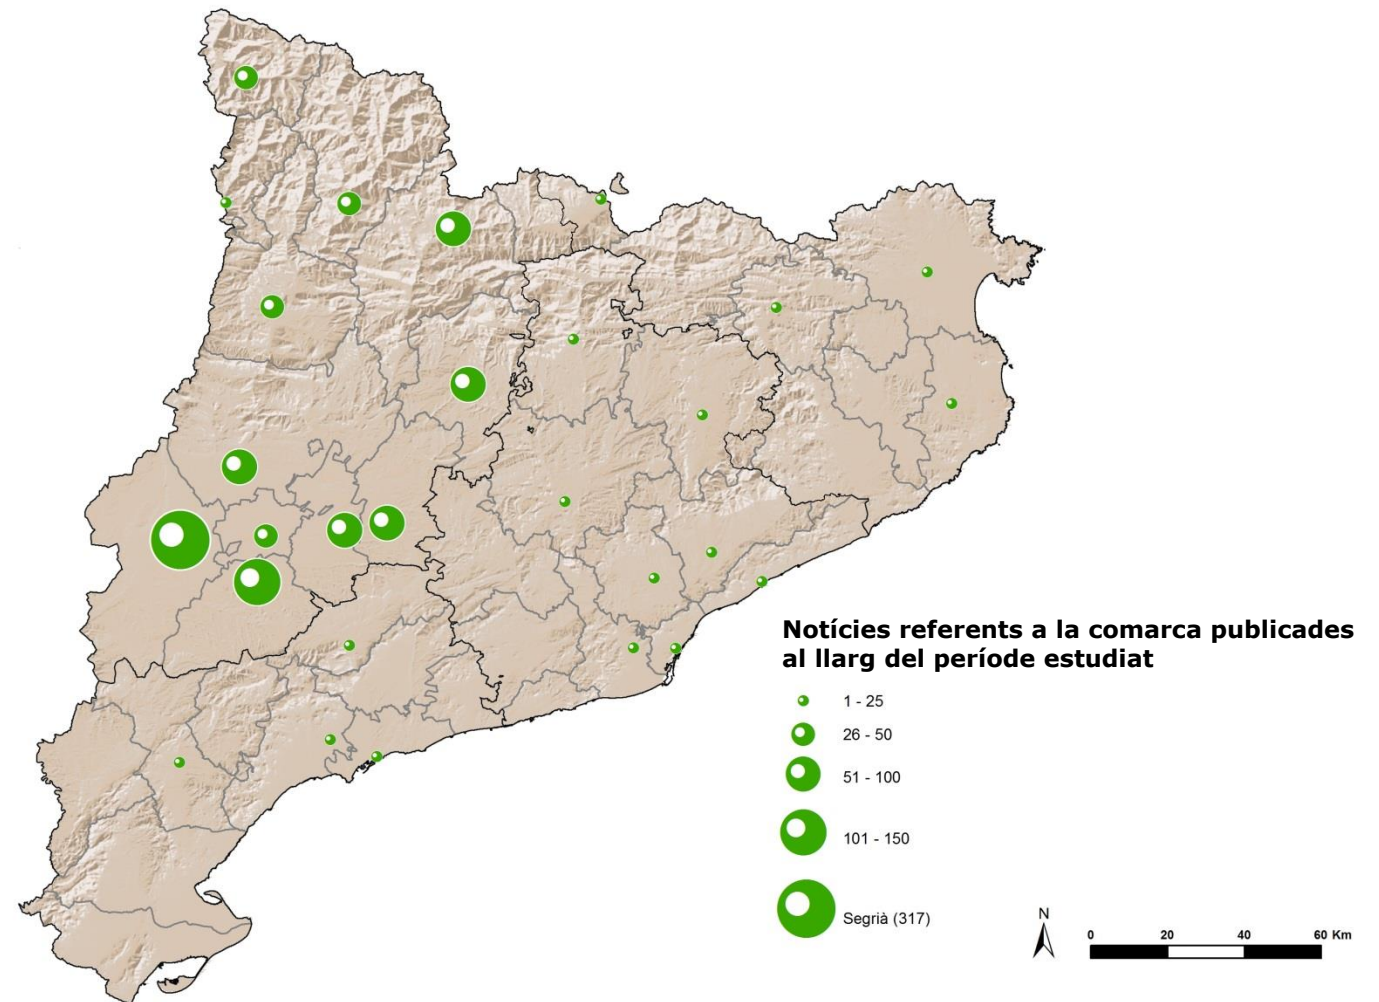 Notícies referents a la comarca publicades
al llarg del període estudiat
1 - 25
26 - 50
51 - 100
101 - 150
Segrià (317)
N
0 20 40 60 Km